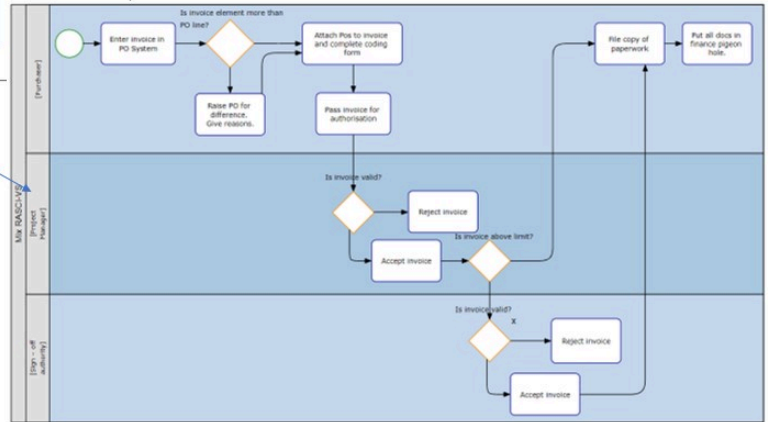 Is invoice element more than
PO line?
Enter invoice in
PO System
Attach Pos to invoice
and complete coding
form
File copy of
paperwork
Put all docs in
finance pigeon
hole.
[Purchaser]
Raise PO for
difference.
Give reasons.
Pass invoice for
authorisation
Mix RASCI-VS
[Project
Manager]
Is invoice valid?
Reject invoice
Is invoice above limit?
Accept invoice
[Sign - off
authority]
Is invoice valid?
X
Reject invoice
Accept invoice